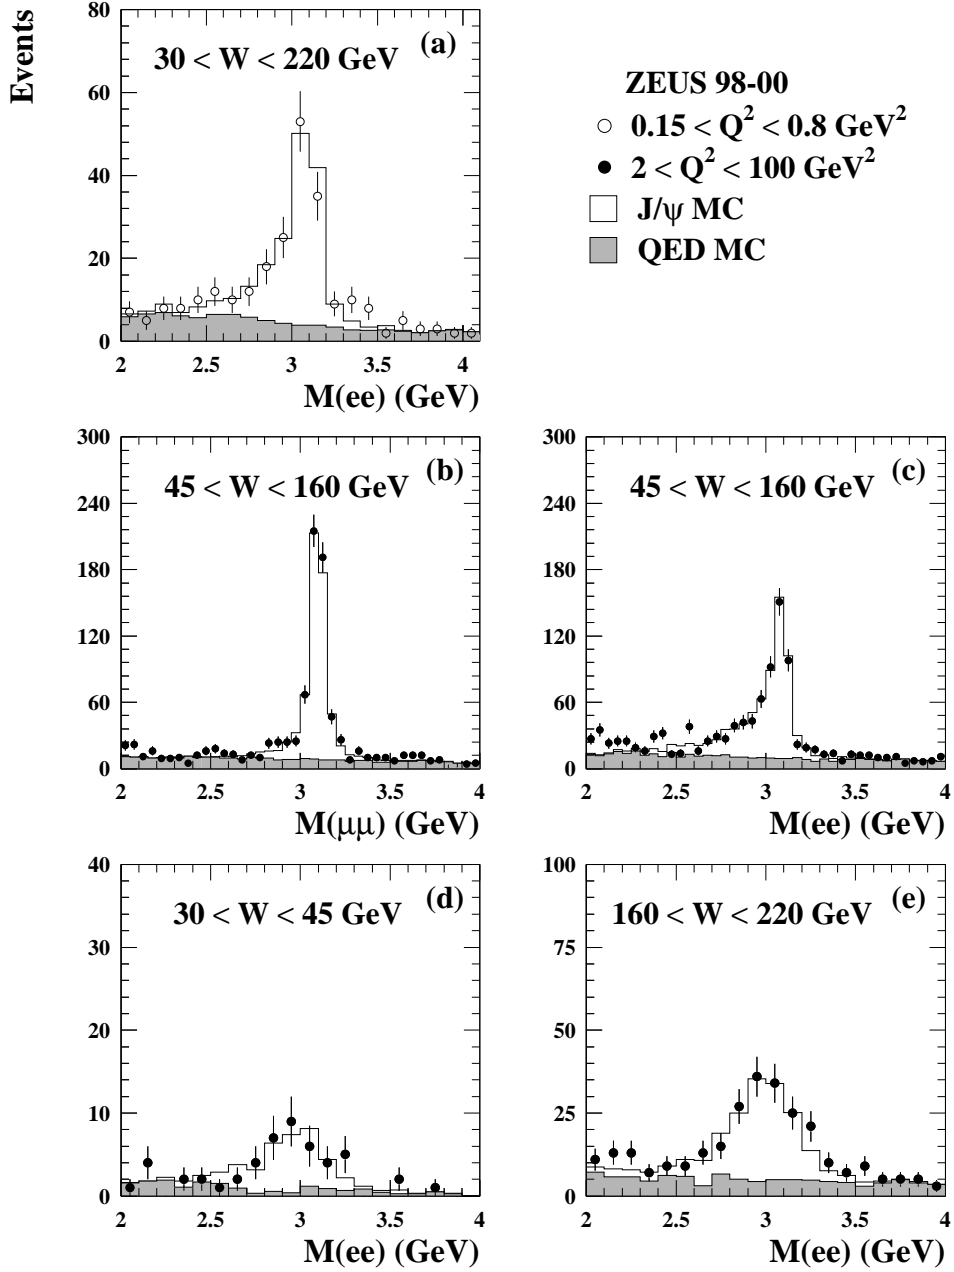 Events
80
60
40
20
0
(a)
30 < W < 220 GeV
2 2.5 3 3.5 4
M(ee) (GeV)
ZEUS 98-00
0.15 < Q² < 0.8 GeV²
2 < Q² < 100 GeV²
J/ψ MC
QED MC
300
240
180
120
60
0
(b)
45 < W < 160 GeV
2 2.5 3 3.5 4
M(μμ) (GeV)
300
240
180
120
60
0
(c)
45 < W < 160 GeV
2 2.5 3 3.5 4
M(ee) (GeV)
40
30
20
10
0
(d)
30 < W < 45 GeV
2 2.5 3 3.5 4
M(ee) (GeV)
100
75
50
25
0
(e)
160 < W < 220 GeV
2 2.5 3 3.5 4
M(ee) (GeV)